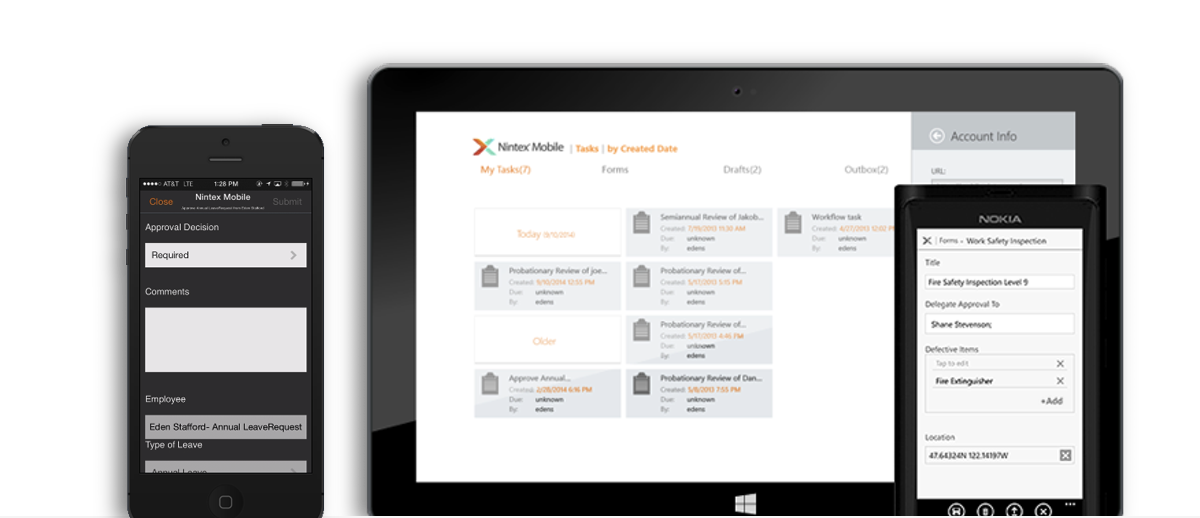 AT&T LTE 1:28 PM
Close Nintex Mobile Submit
Approval Decision
Required
Comments
Employee
Eden Stafford- Annual LeaveRequest
Type of Leave
Annual Leave
Nintex Mobile | Tasks | by Created Date
My Tasks(7) Forms Drafts(2) Outbox(2)
Today (9/10/2014)
Probationary Review of joe...
Created: 9/10/2014 12:55 PM
Due: unknown
By: edens
Older
Approve Annual...
Created: 2/28/2014 6:16 PM
Due: unknown
By: edens
Semiannual Review of Jakob...
Created: 7/19/2013 11:33 AM
Due: unknown
By: edens
Probationary Review of...
Created: 5/17/2013 5:15 PM
Due: unknown
By: edens
Probationary Review of...
Created: 5/17/2013 4:46 PM
Due: unknown
By: edens
Probationary Review of Dan...
Created: 5/8/2013 7:55 PM
Due: unknown
By: edens
Workflow task
Created: 4/27/2013 12:02 P
Due: unknown
By: edens
Account Info
URL:
NOKIA
| Forms - Work Safety Inspection
Title
Fire Safety Inspection Level 9
Delegate Approval To
Shane Stevenson;
Defective Items
Tap to edit
Fire Extinguisher
+Add
Location
47.64324N 122.14197W